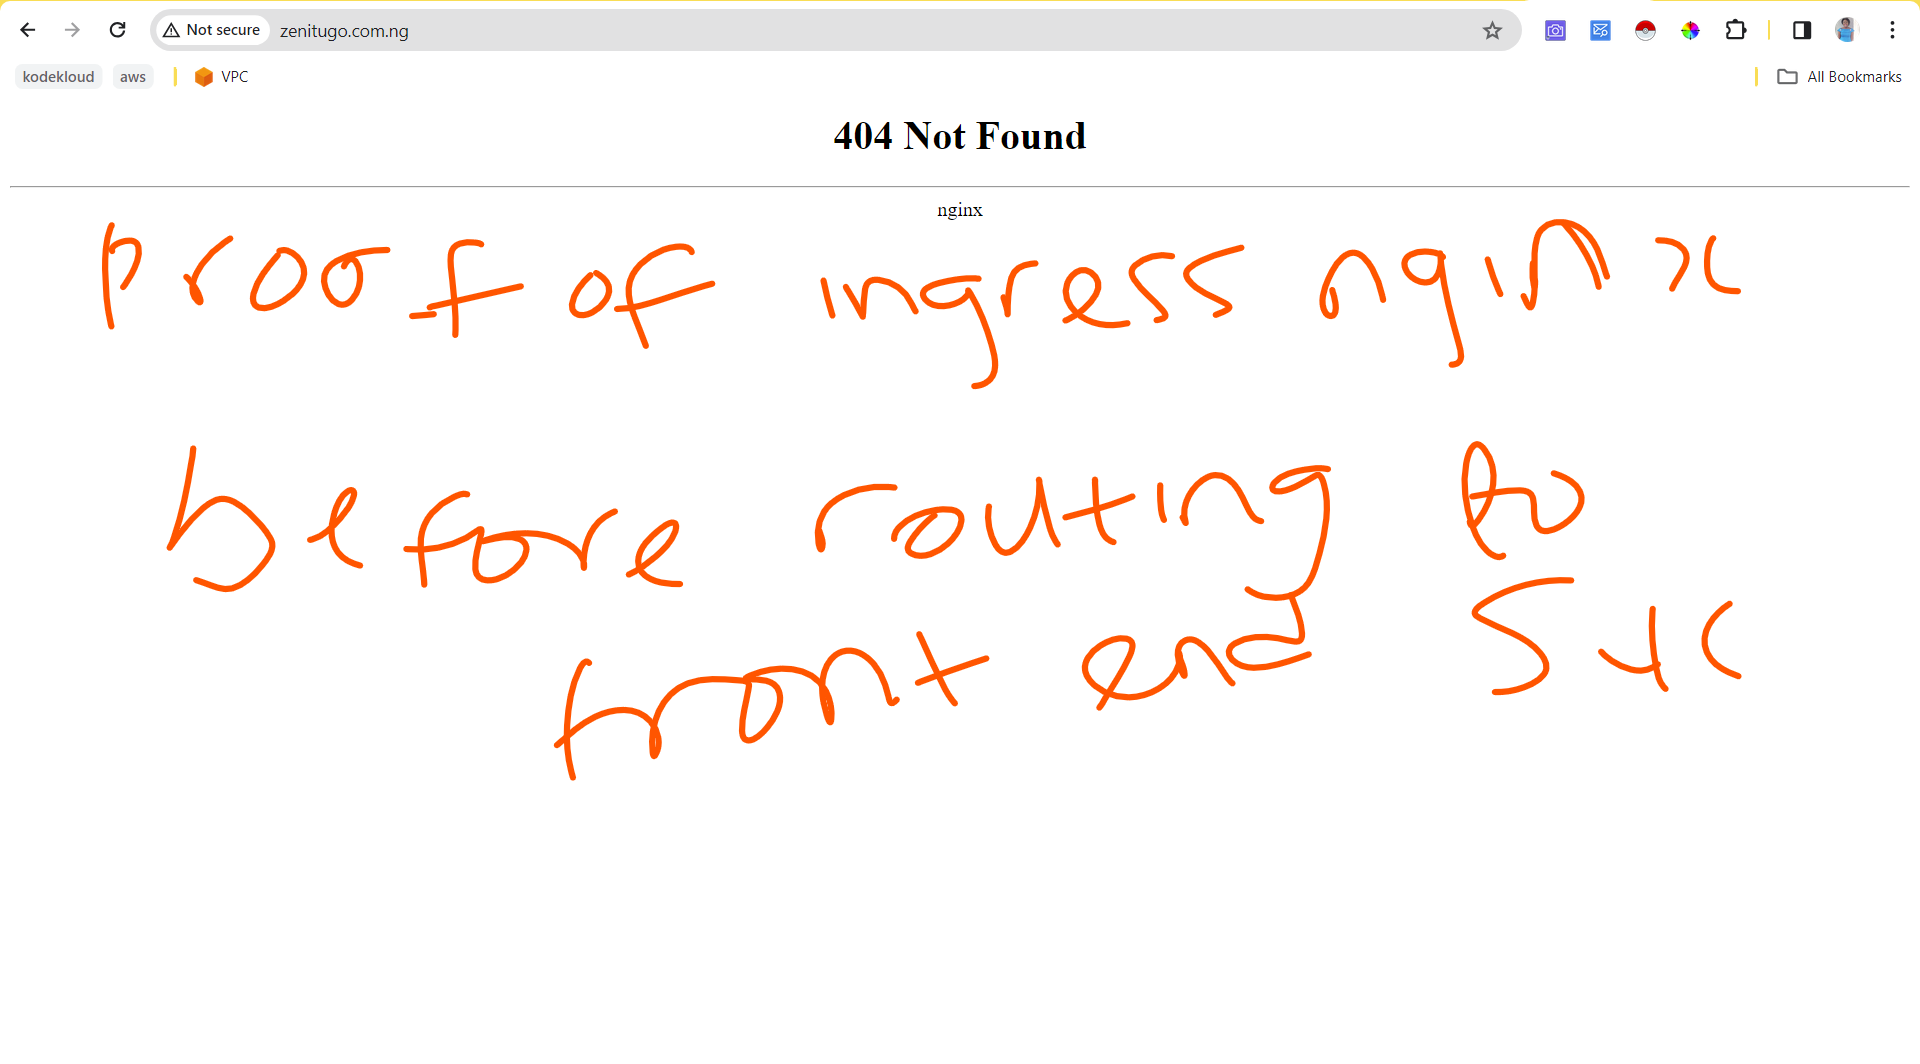 Not secure zenitugo.com.ng
kodekloud aws VPC All Bookmarks
404 Not Found
nginx
Proof of ingress nginx
before routing to
front end svc